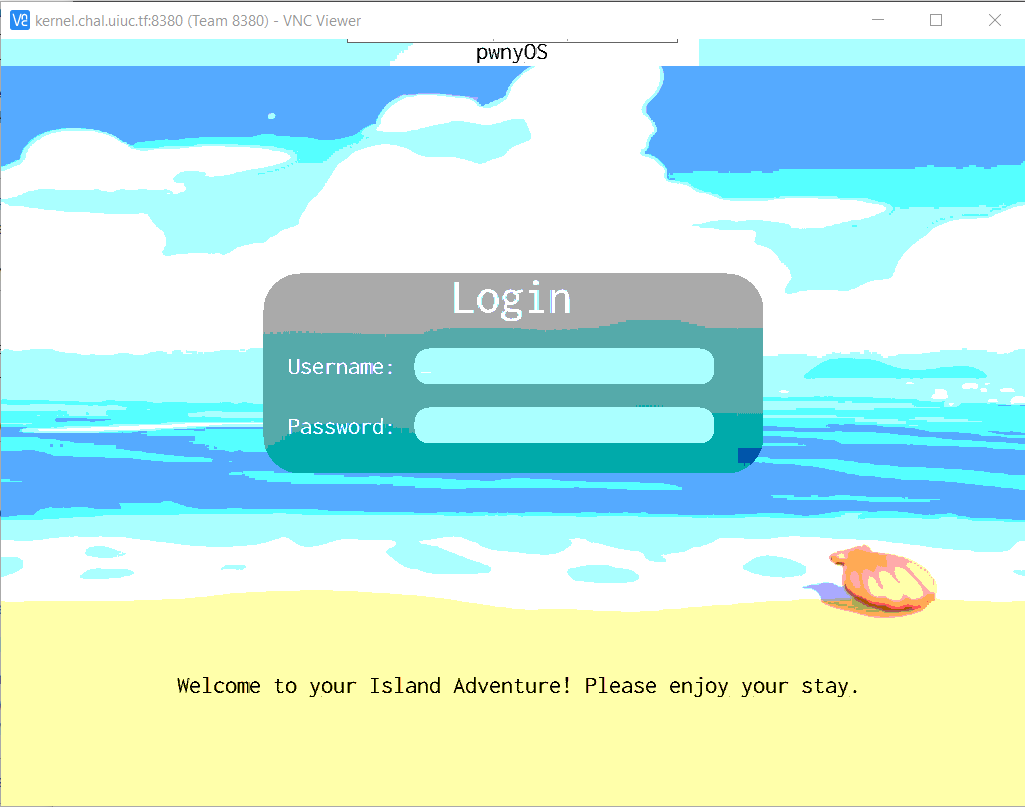 V2 kernel.chal.uiuc.tf:8380 (Team 8380) - VNC Viewer
pwnyOS
Login
Username: _
Password:
Welcome to your Island Adventure! Please enjoy your stay.